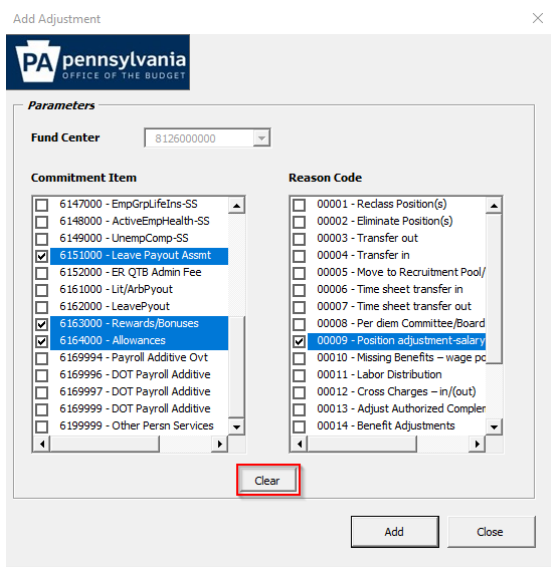 Add Adjustment
PA pennsylvania
OFFICE OF THE BUDGET
Parameters
Fund Center 8126000000
Commitment Item
6147000 - EmpGrpLifeIns-SS
6148000 - ActiveEmpHealth-SS
6149000 - UnempComp-SS
6151000 - Leave Payout Assmt
6152000 - ER QTB Admin Fee
6161000 - Lit/ArbPyout
6162000 - LeavePyout
6163000 - Rewards/Bonuses
6164000 - Allowances
6169994 - Payroll Additive Ovt
6169996 - DOT Payroll Additive
6169997 - DOT Payroll Additive
6169999 - DOT Payroll Additive
6199999 - Other Persn Services
Reason Code
00001 - Reclass Position(s)
00002 - Eliminate Position(s)
00003 - Transfer out
00004 - Transfer in
00005 - Move to Recruitment Pool/
00006 - Time sheet transfer in
00007 - Time sheet transfer out
00008 - Per diem Committee/Board
00009 - Position adjustment-salary
00010 - Missing Benefits – wage pc
00011 - Labor Distribution
00012 - Cross Charges – in/(out)
00013 - Adjust Authorized Compler
00014 - Benefit Adjustments
Clear
Add Close